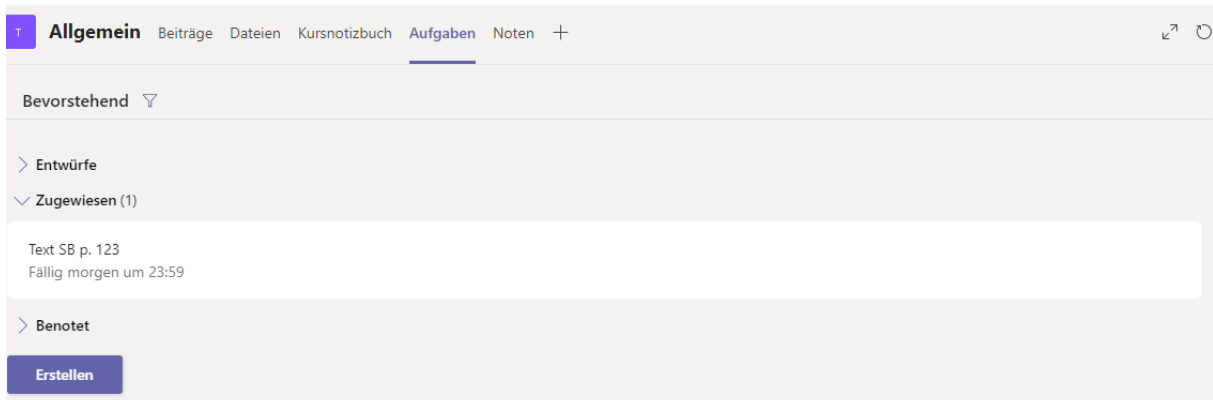 T Allgemein Beiträge Dateien Kursnotizbuch Aufgaben Noten
Bevorstehend
Entwürfe
Zugewiesen (1)
Text SB p. 123
Fällig morgen um 23:59
Benotet
Erstellen